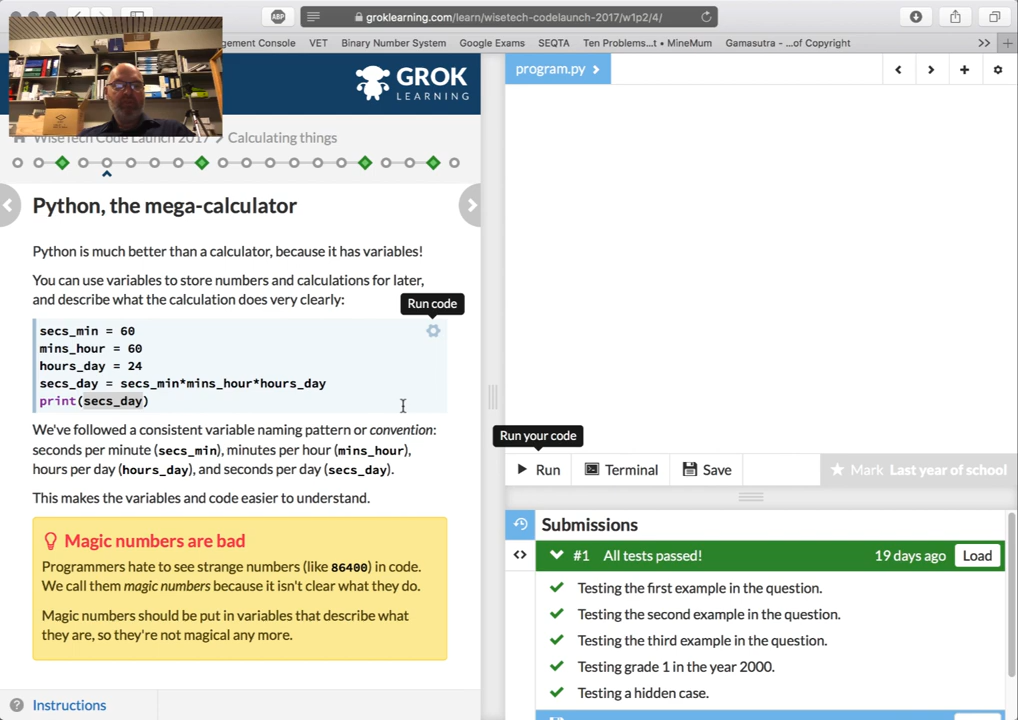 ABP
groklearning.com/learn/wisetech-codelaunch-2017/w1p2/4/
gement Console
VET
Binary Number System
Google Exams
SEQTA
Ten Problems...t • MineMum
Gamasutra - ...of Copyright
GROK
LEARNING
WiseTech Code Launch 2017 > Calculating things
Python, the mega-calculator
Python is much better than a calculator, because it has variables!
You can use variables to store numbers and calculations for later,
and describe what the calculation does very clearly:
Run code
secs_min = 60
mins_hour = 60
hours_day = 24
secs_day = secs_min*mins_hour*hours_day
print(secs_day)
We've followed a consistent variable naming pattern or convention:
seconds per minute (secs_min), minutes per hour (mins_hour),
hours per day (hours_day), and seconds per day (secs_day).
This makes the variables and code easier to understand.
Magic numbers are bad
Programmers hate to see strange numbers (like 86400) in code.
We call them magic numbers because it isn't clear what they do.
Magic numbers should be put in variables that describe what
they are, so they're not magical any more.
Instructions
program.py
Run your code
Run
Terminal
Save
Mark Last year of school
Submissions
#1 All tests passed!
19 days ago
Load
Testing the first example in the question.
Testing the second example in the question.
Testing the third example in the question.
Testing grade 1 in the year 2000.
Testing a hidden case.